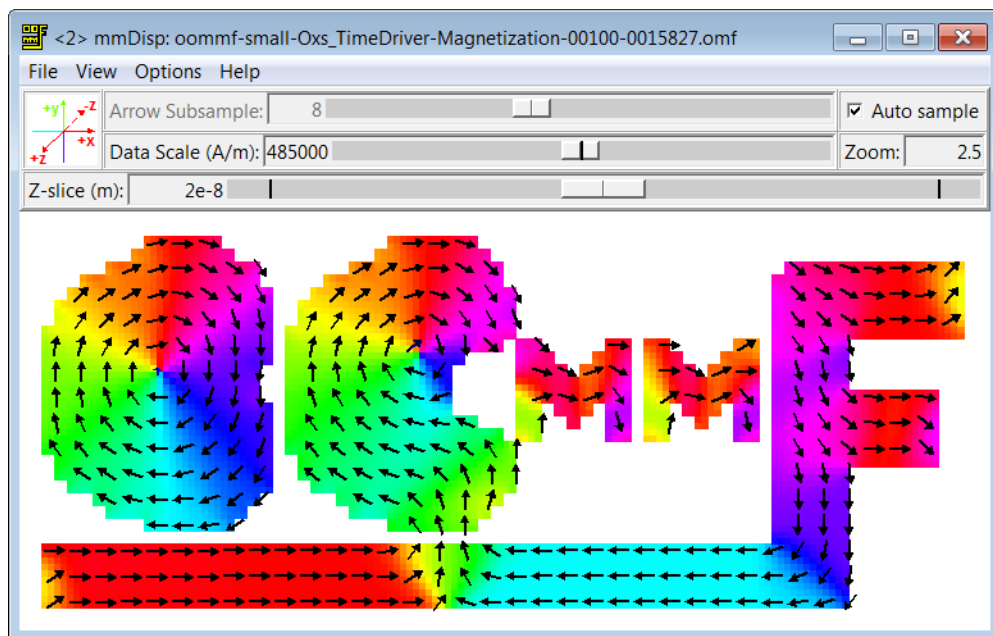 <2> mmDisp: oommf-small-Oxs_TimeDriver-Magnetization-00100-0015827.omf
File View Options Help
+y -Z +X +Z
Arrow Subsample: 8 Auto sample
Data Scale (A/m): 485000 Zoom: 2.5
Z-slice (m): 2e-8
OOMMF